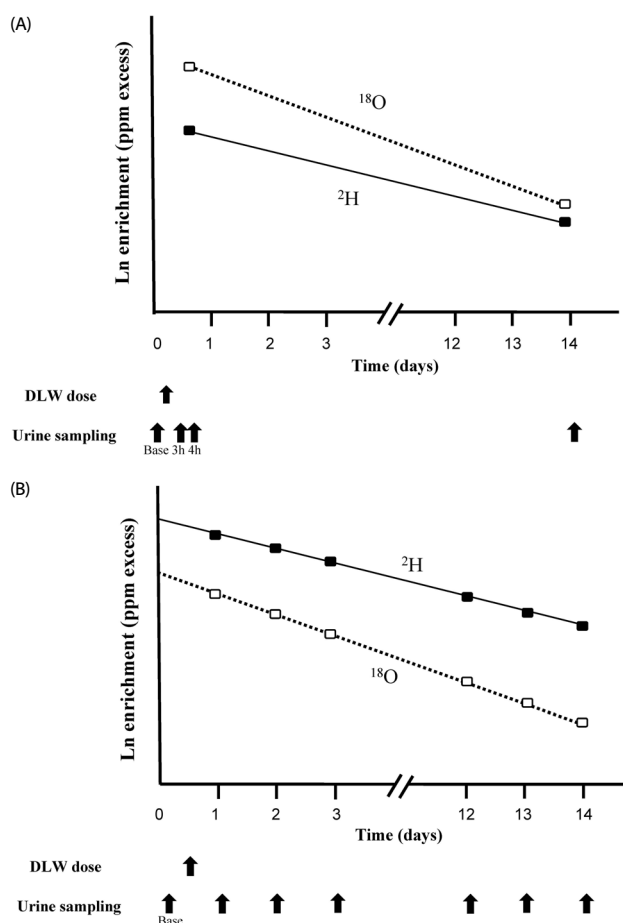 (A)
Ln enrichment (ppm excess)
¹⁸O
²H
0 1 2 3 12 13 14
Time (days)
DLW dose
Urine sampling
Base 3h 4h
(B)
Ln enrichment (ppm excess)
²H
¹⁸O
0 1 2 3 12 13 14
Time (days)
DLW dose
Urine sampling
Base